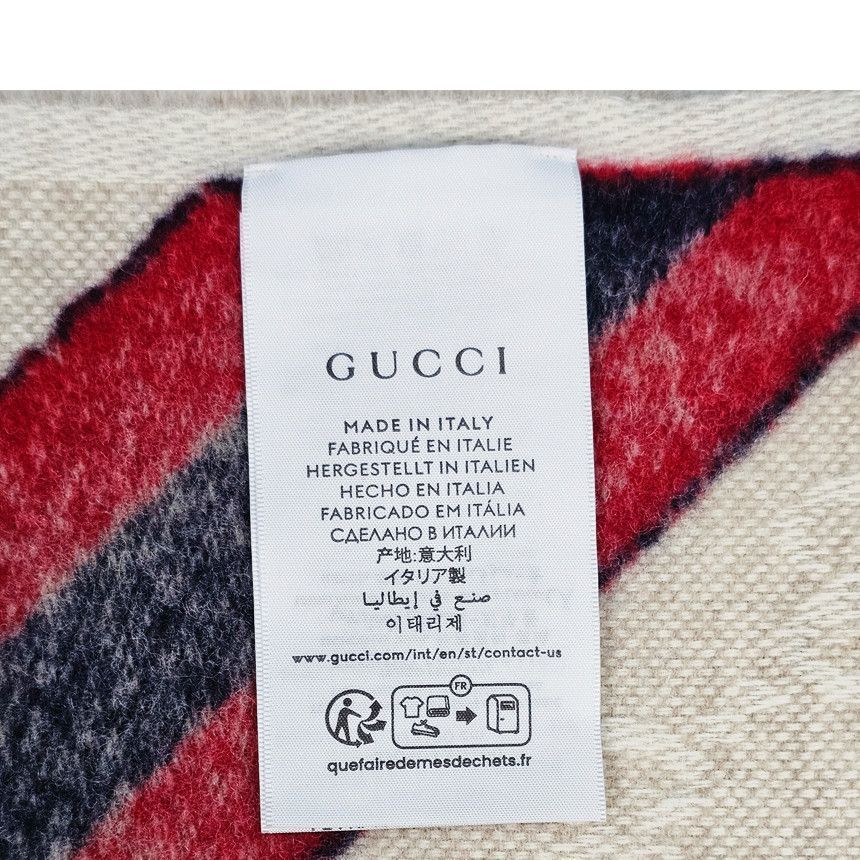 GUCCI
MADE IN ITALY
FABRIQUÉ EN ITALIE
HERGESTELLT IN ITALIEN
HECHO EN ITALIA
FABRICADO EM ITÁLIA
СДЕЛАНО В ИТАЛИИ
产地:意大利
イタリア製
صنع في إيطاليا
이태리제
www.gucci.com/int/en/st/contact-us
FR
quefairedemesdechets.fr